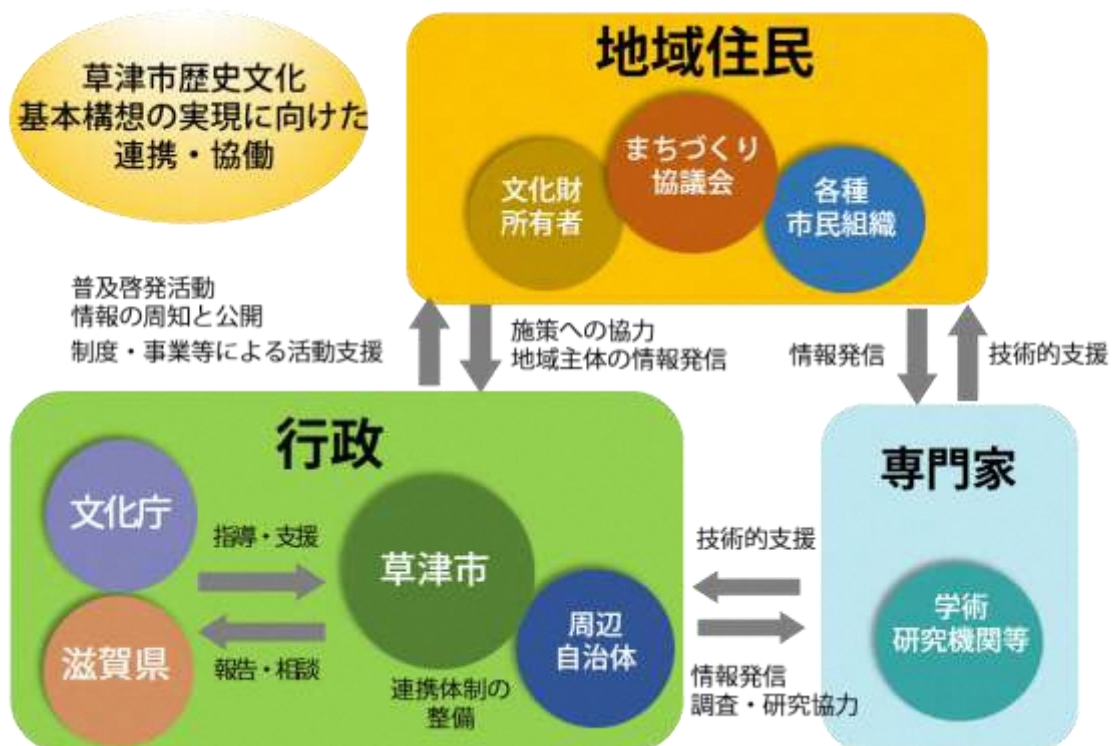 草津市歴史文化
基本構想の実現に向けた
連携・協働
地域住民
文化財
所有者
まちづくり
協議会
各種
市民組織
普及啓発活動
情報の周知と公開
制度・事業等による活動支援
施策への協力
地域主体の情報発信
情報発信
技術的支援
行政
文化庁
滋賀県
指導・支援
報告・相談
草津市
周辺
自治体
連携体制の
整備
技術的支援
情報発信
調査・研究協力
専門家
学術
研究機関等